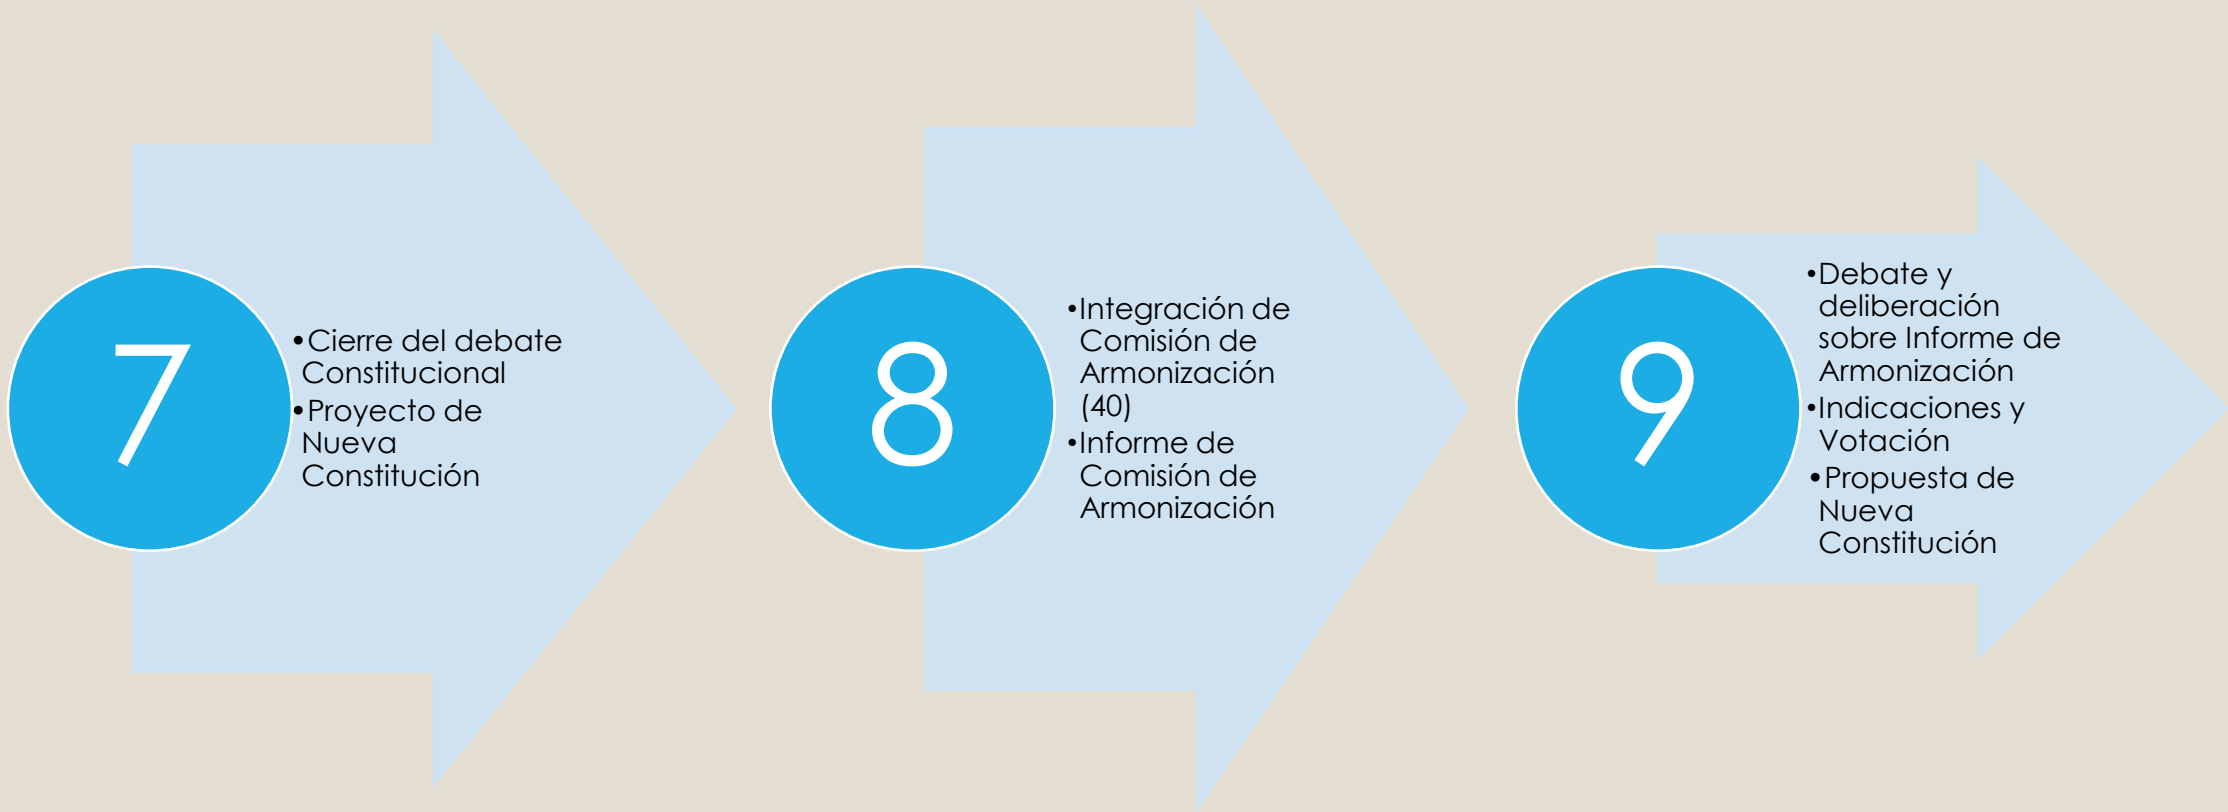 7
•Cierre del debate
Constitucional
•Proyecto de
Nueva
Constitución
8
•Integración de
Comisión de
Armonización
(40)
•Informe de
Comisión de
Armonización
9
•Debate y
deliberación
sobre Informe de
Armonización
•Indicaciones y
Votación
•Propuesta de
Nueva
Constitución